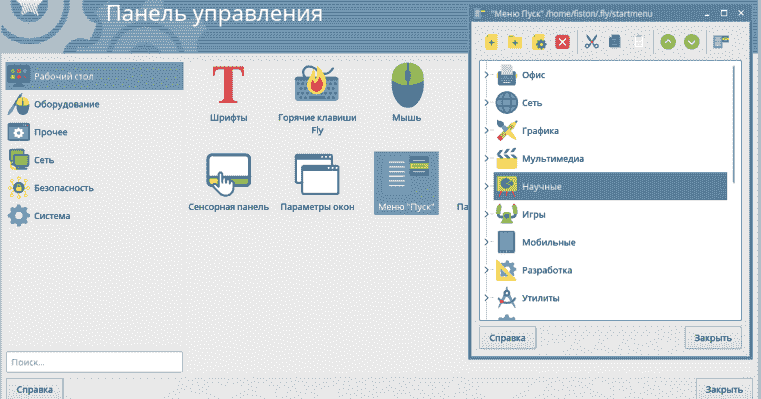 Панель управления
Рабочий стол
Оборудование
Прочее
Сеть
Безопасность
Система
Шрифты
Горячие клавиши
Fly
Мышь
Сенсорная панель
Параметры окон
Меню "Пуск"
Па
Поиск...
Справка
Закрыть
"Меню Пуск" /home/fiston/.fly/startmenu
Офис
Сеть
Графика
Мультимедиа
Научные
Игры
Мобильные
Разработка
Утилиты
Справка
Закрыть